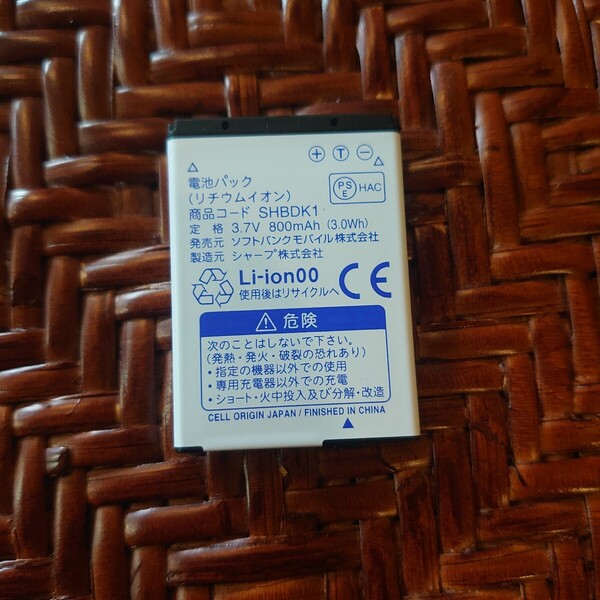 + T −
電池パック
(リチウムイオン)
PSE HAC
商品コード SHBDK1
定 格 3.7V 800mAh (3.0Wh)
発売元 ソフトバンクモバイル株式会社
製造元 シャープ株式会社
Li-ion00
使用後はリサイクルへ
CE
危険
次のことはしないで下さい。
(発熱・発火・破裂の恐れあり)
・指定の機器以外での使用
・専用充電器以外での充電
・ショート・火中投入及び分解・改造
CELL ORIGIN JAPAN / FINISHED IN CHINA